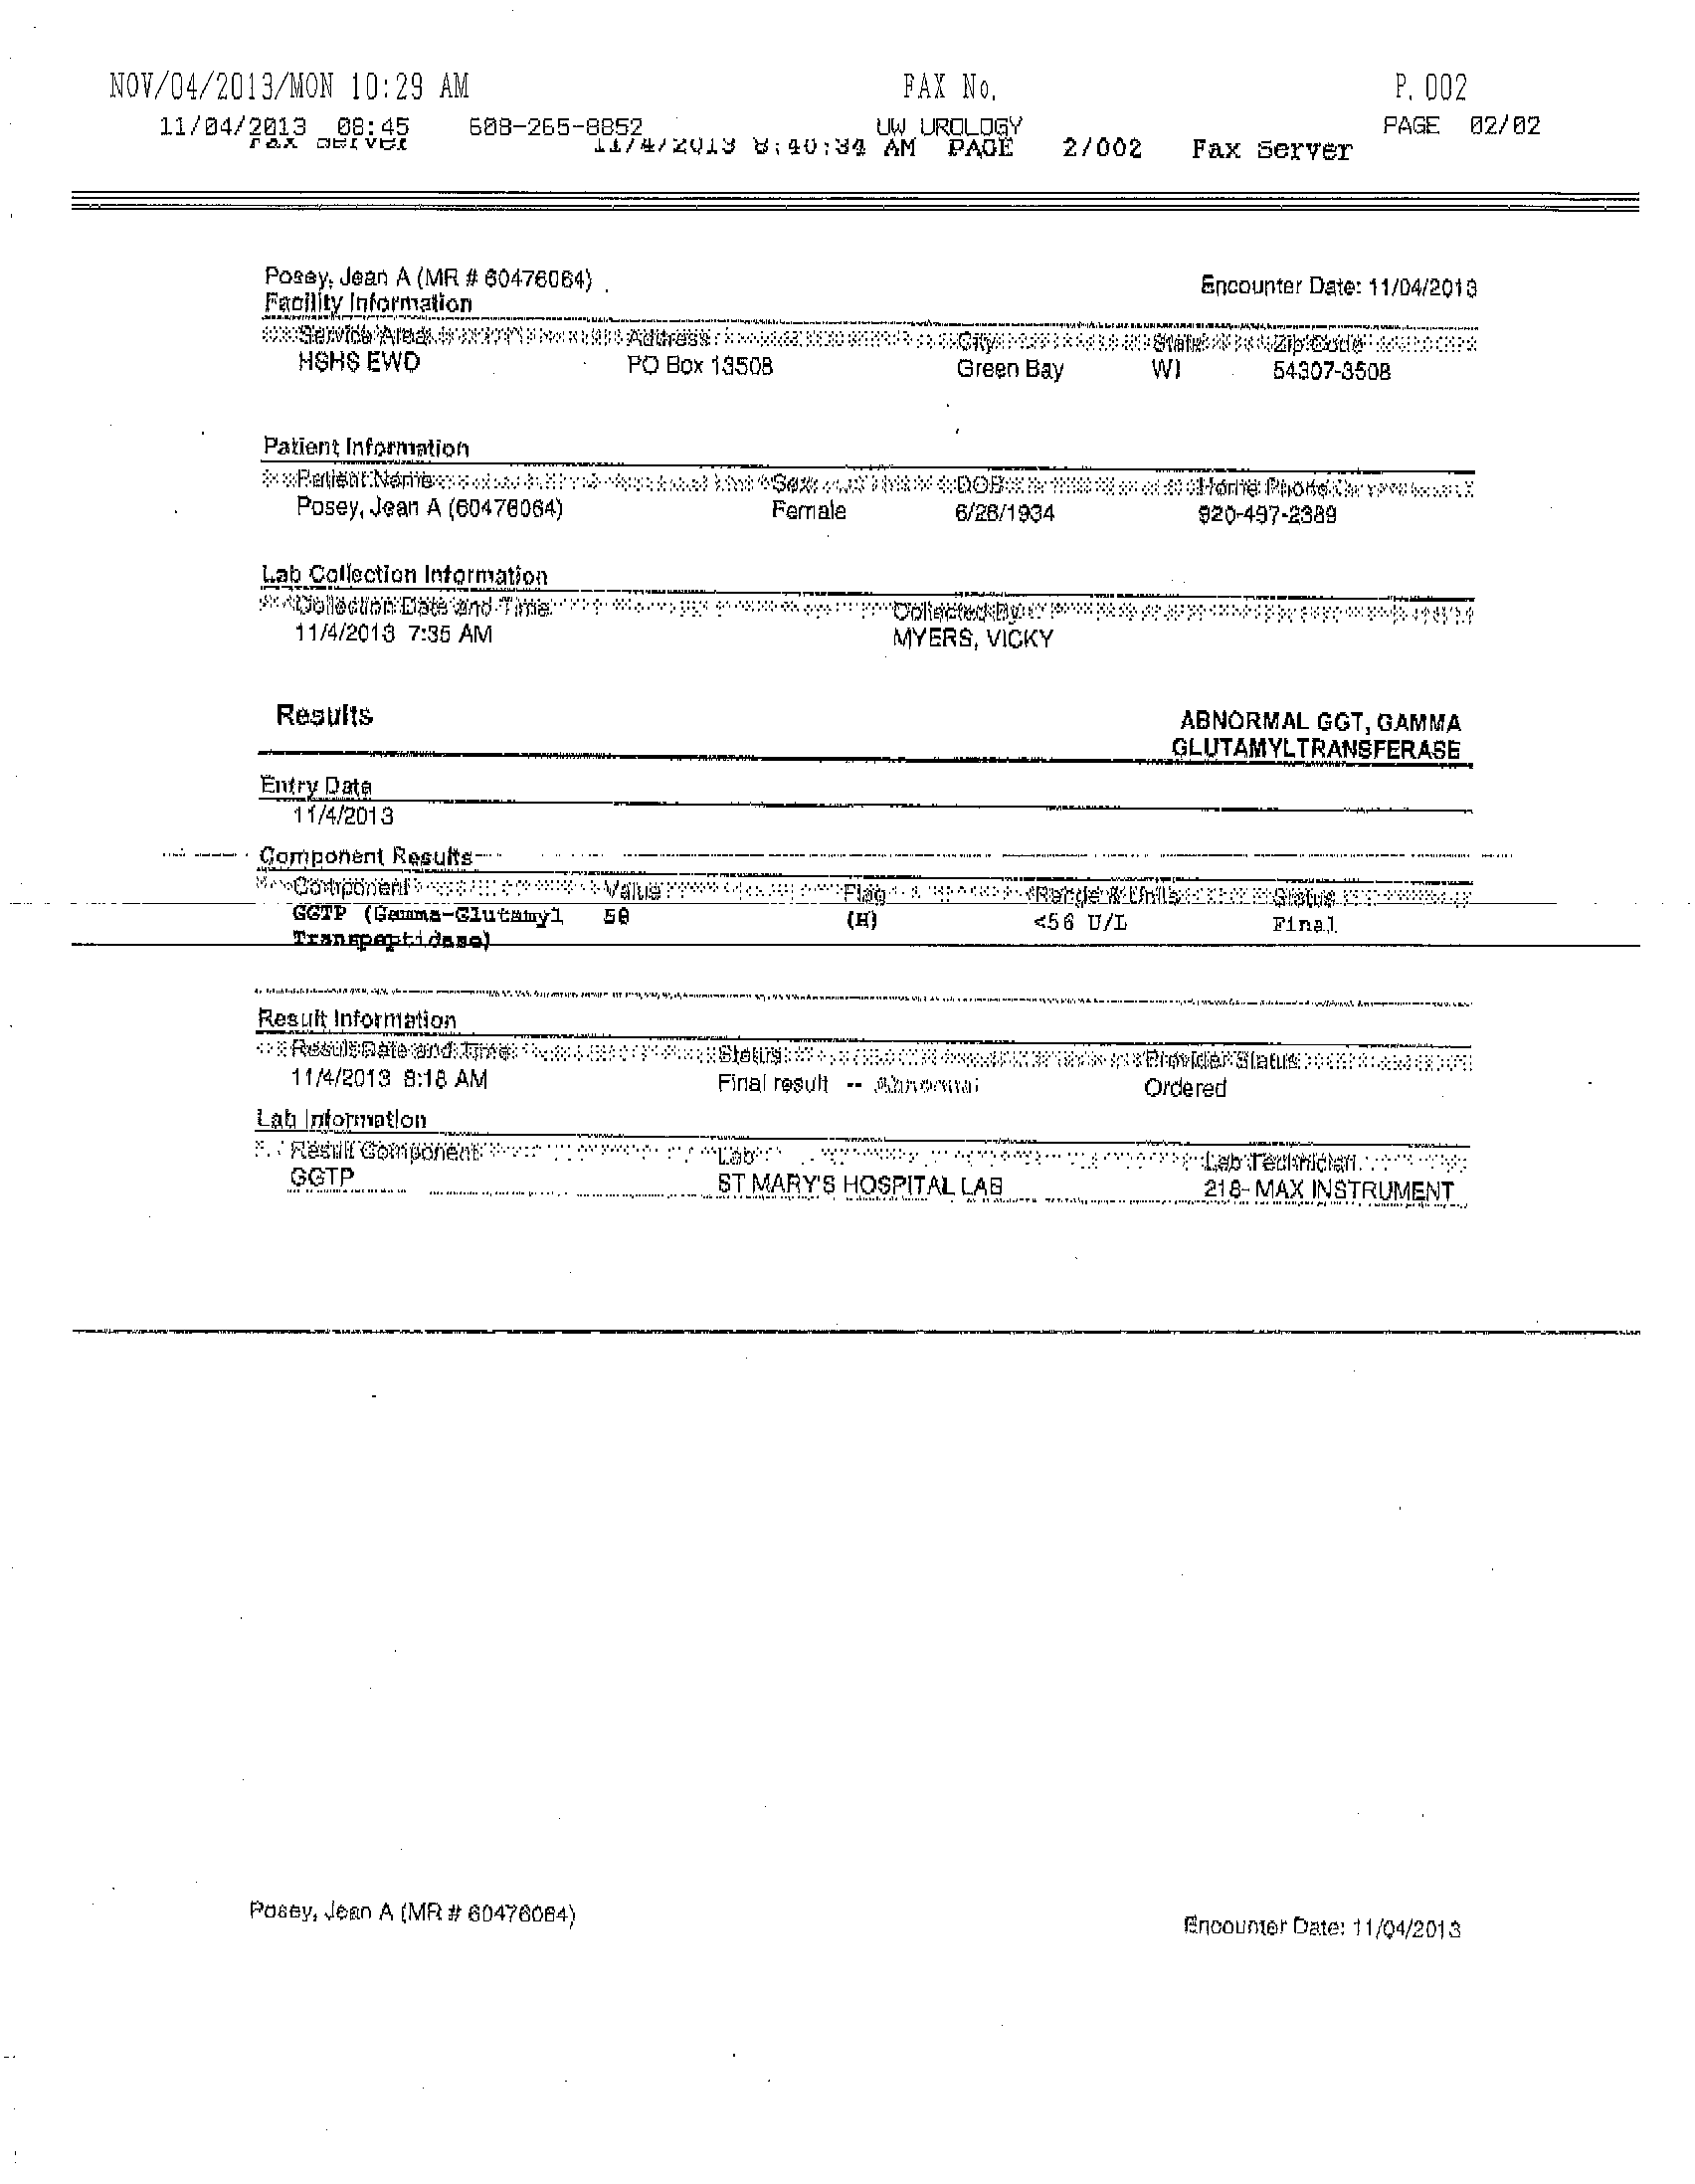 NOV/04/2013/MON 10:29 AM FAX No. P. 002
11/04/2013 08:45 608-265-8852 UW UROLOGY PAGE 02/02
Fax Server 11/4/2013 8:40:34 AM PAGE 2/002 Fax Server
Posey, Jean A (MR # 60476064) Encounter Date: 11/04/2013
Facility Information
Service Area Address City State Zip Code
HSHS EWD PO Box 13508 Green Bay WI 54307-3508
Patient Information
Patient Name Sex DOB Home Phone
Posey, Jean A (60476064) Female 6/26/1934 920-497-2389
Lab Collection Information
Collection Date and Time Collected By
11/4/2013 7:35 AM MYERS, VICKY
Results ABNORMAL GGT, GAMMA
GLUTAMYLTRANSFERASE
Entry Date
11/4/2013
Component Results
Component Value Flag Range & Units Status
GGTP (Gamma-Glutamyl (H) <56 U/L Final
Transpeptidase)
Result Information
Result Date and Time Status Provider Status
11/4/2013 8:18 AM Final result -- Abnormal Ordered
Lab Information
Result Component Lab Lab Technician
GGTP ST MARY'S HOSPITAL LAB 218- MAX INSTRUMENT
Posey, Jean A (MR # 60476064) Encounter Date: 11/04/2013